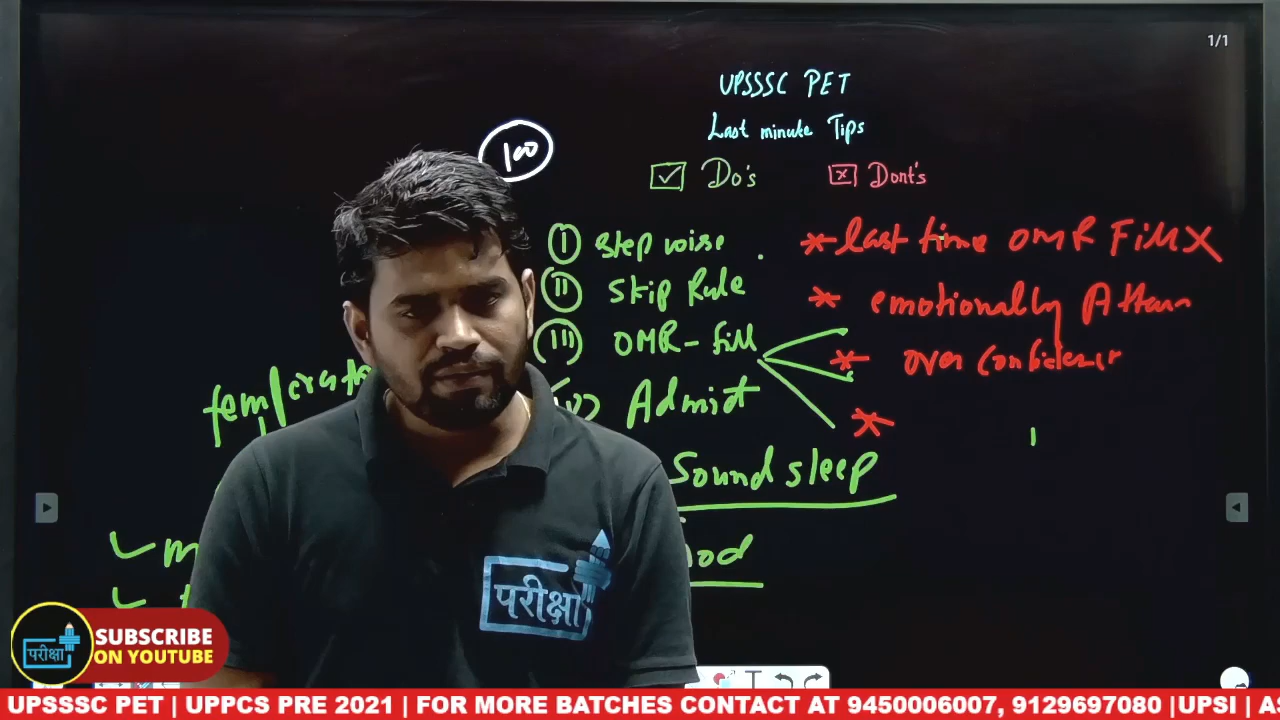 1/1
UPSSSC PET
Last minute Tips
100
Do's
Dont's
I step wise
* last time OMR Fill X
II Skip Rule
* emotionally
III OMR - Fill
* over
Admit
*
Sound sleep
परीक्षा
परीक्षा
SUBSCRIBE
ON YOUTUBE
UPSSSC PET | UPPCS PRE 2021 | FOR MORE BATCHES CONTACT AT 9450006007, 9129697080 |UPSI |